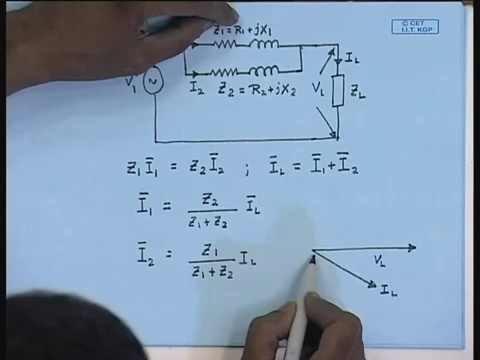 © CET
I.I.T. KGP
Z1 = R1 + jX1
I2 Z2 = R2 + jX2
V1
IL
VL ZL
Z1 Ī1 = Z2 Ī2 ; ĪL = Ī1 + Ī2
Ī1 = Z2 / (Z1 + Z2) ĪL
Ī2 = Z1 / (Z1 + Z2) IL
VL
IL